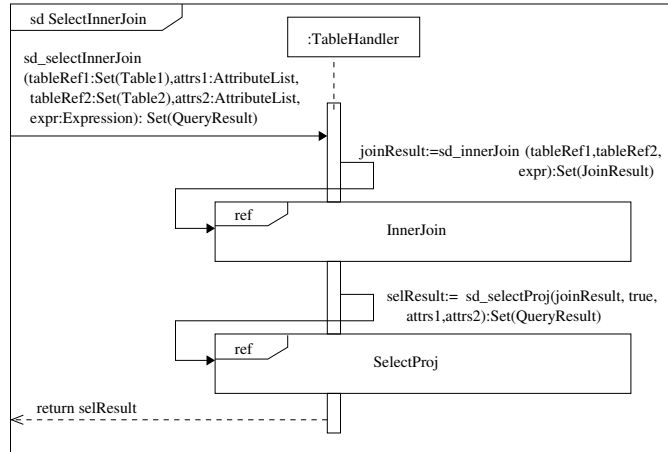 sd SelectInnerJoin
:TableHandler
sd_selectInnerJoin
(tableRef1:Set(Table1),attrs1:AttributeList,
tableRef2:Set(Table2),attrs2:AttributeList,
expr:Expression): Set(QueryResult)
joinResult:=sd_innerJoin (tableRef1,tableRef2,
expr):Set(JoinResult)
ref
InnerJoin
selResult:= sd_selectProj(joinResult, true,
attrs1,attrs2):Set(QueryResult)
ref
SelectProj
return selResult